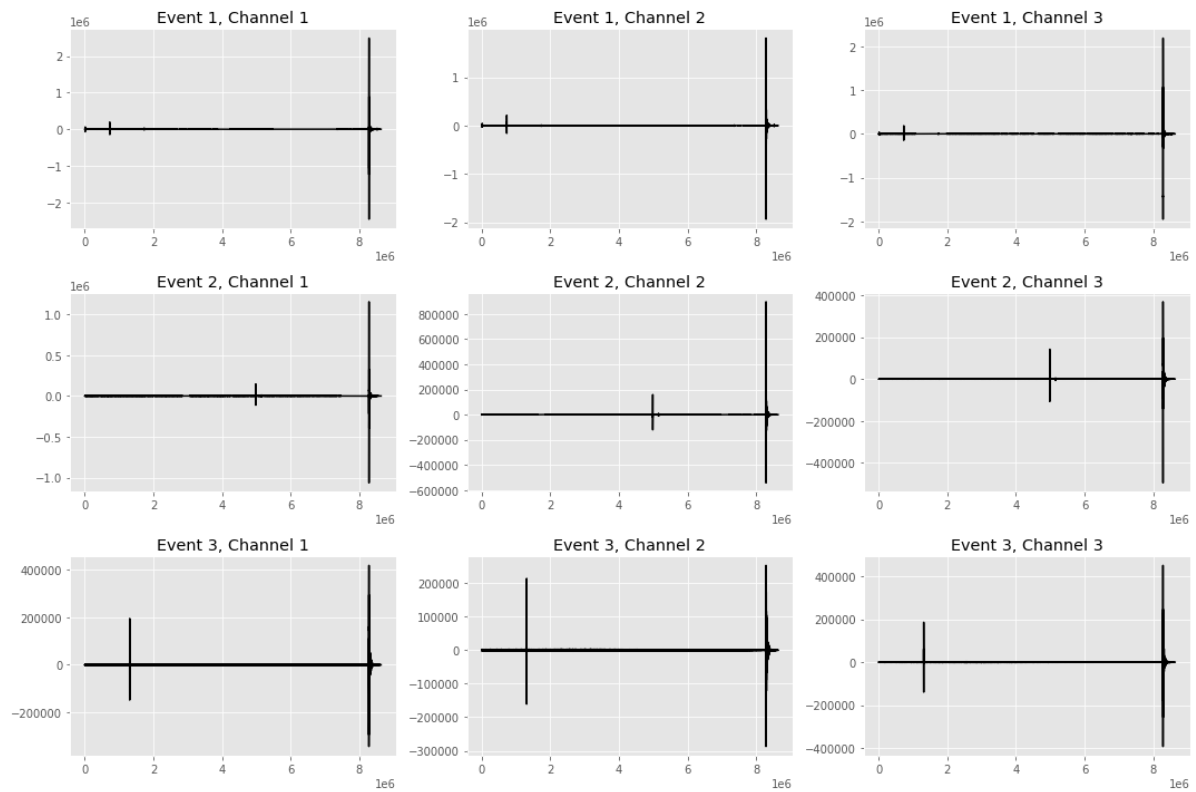 Event 1, Channel 1
1e6
2
1
0
−1
−2
0 2 4 6 8
1e6
Event 1, Channel 2
1e6
1
0
−1
−2
0 2 4 6 8
1e6
Event 1, Channel 3
1e6
2
1
0
−1
−2
0 2 4 6 8
1e6
Event 2, Channel 1
1e6
1.0
0.5
0.0
−0.5
−1.0
0 2 4 6 8
1e6
Event 2, Channel 2
800000
600000
400000
200000
0
−200000
−400000
−600000
0 2 4 6 8
1e6
Event 2, Channel 3
400000
200000
0
−200000
−400000
0 2 4 6 8
1e6
Event 3, Channel 1
400000
200000
0
−200000
0 2 4 6 8
1e6
Event 3, Channel 2
200000
100000
0
−100000
−200000
−300000
0 2 4 6 8
1e6
Event 3, Channel 3
400000
200000
0
−200000
−400000
0 2 4 6 8
1e6